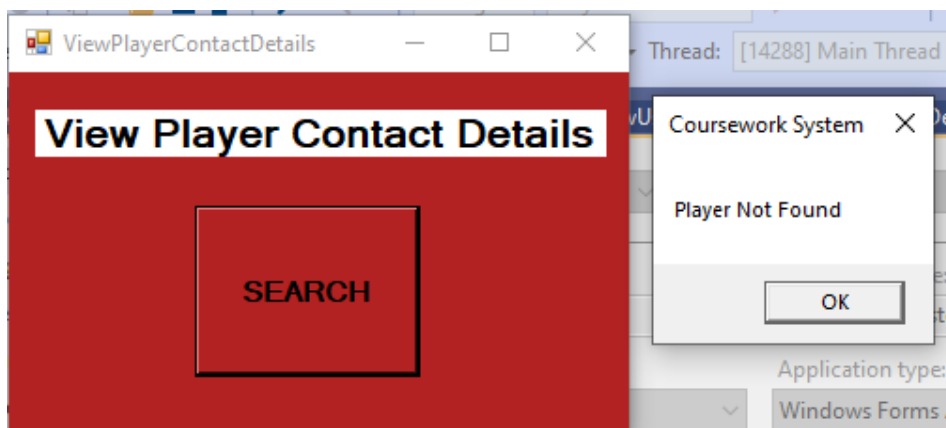 ViewPlayerContactDetails
Thread: [14288] Main Thread
View Player Contact Details
Coursework System
Player Not Found
SEARCH
OK
Application type:
Windows Forms